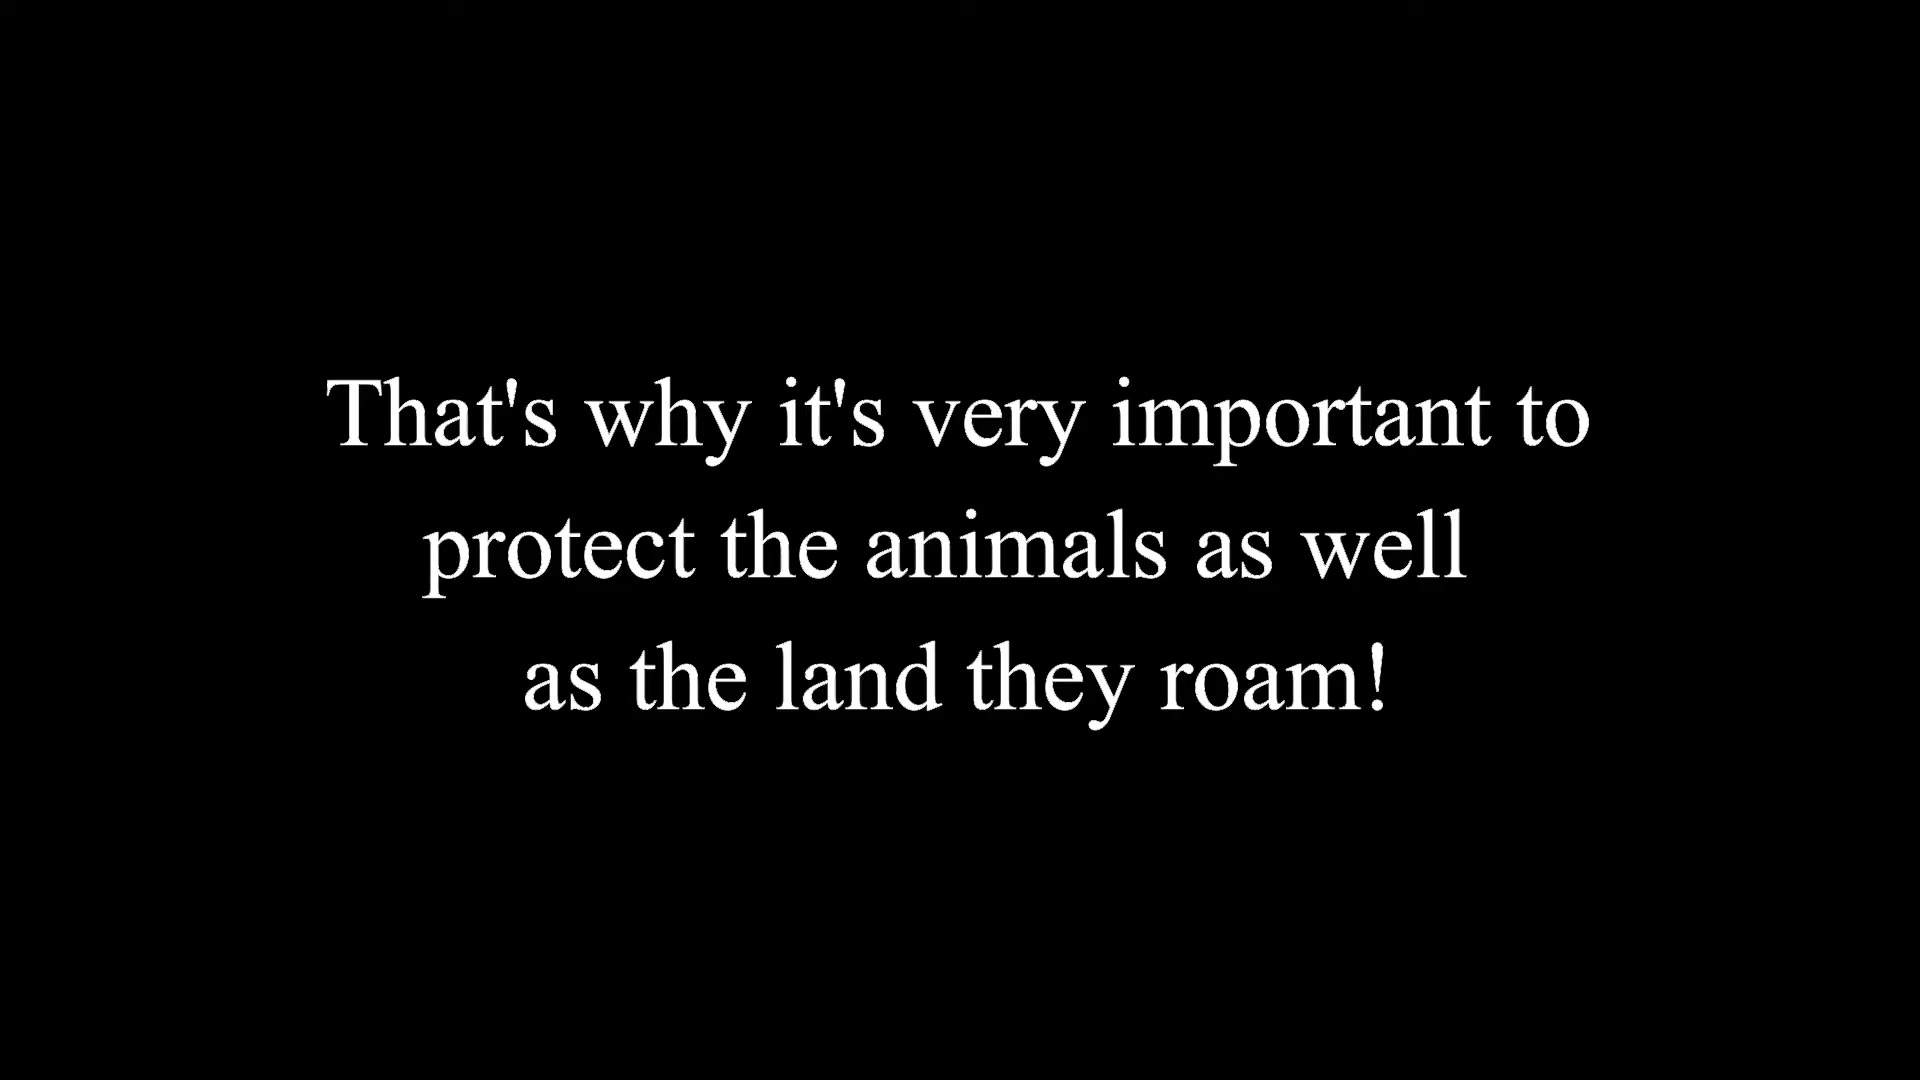 That's why it's very important to
protect the animals as well
as the land they roam!